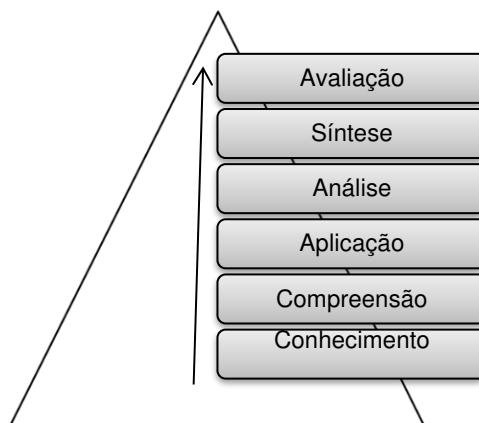 Avaliação
Síntese
Análise
Aplicação
Compreensão
Conhecimento